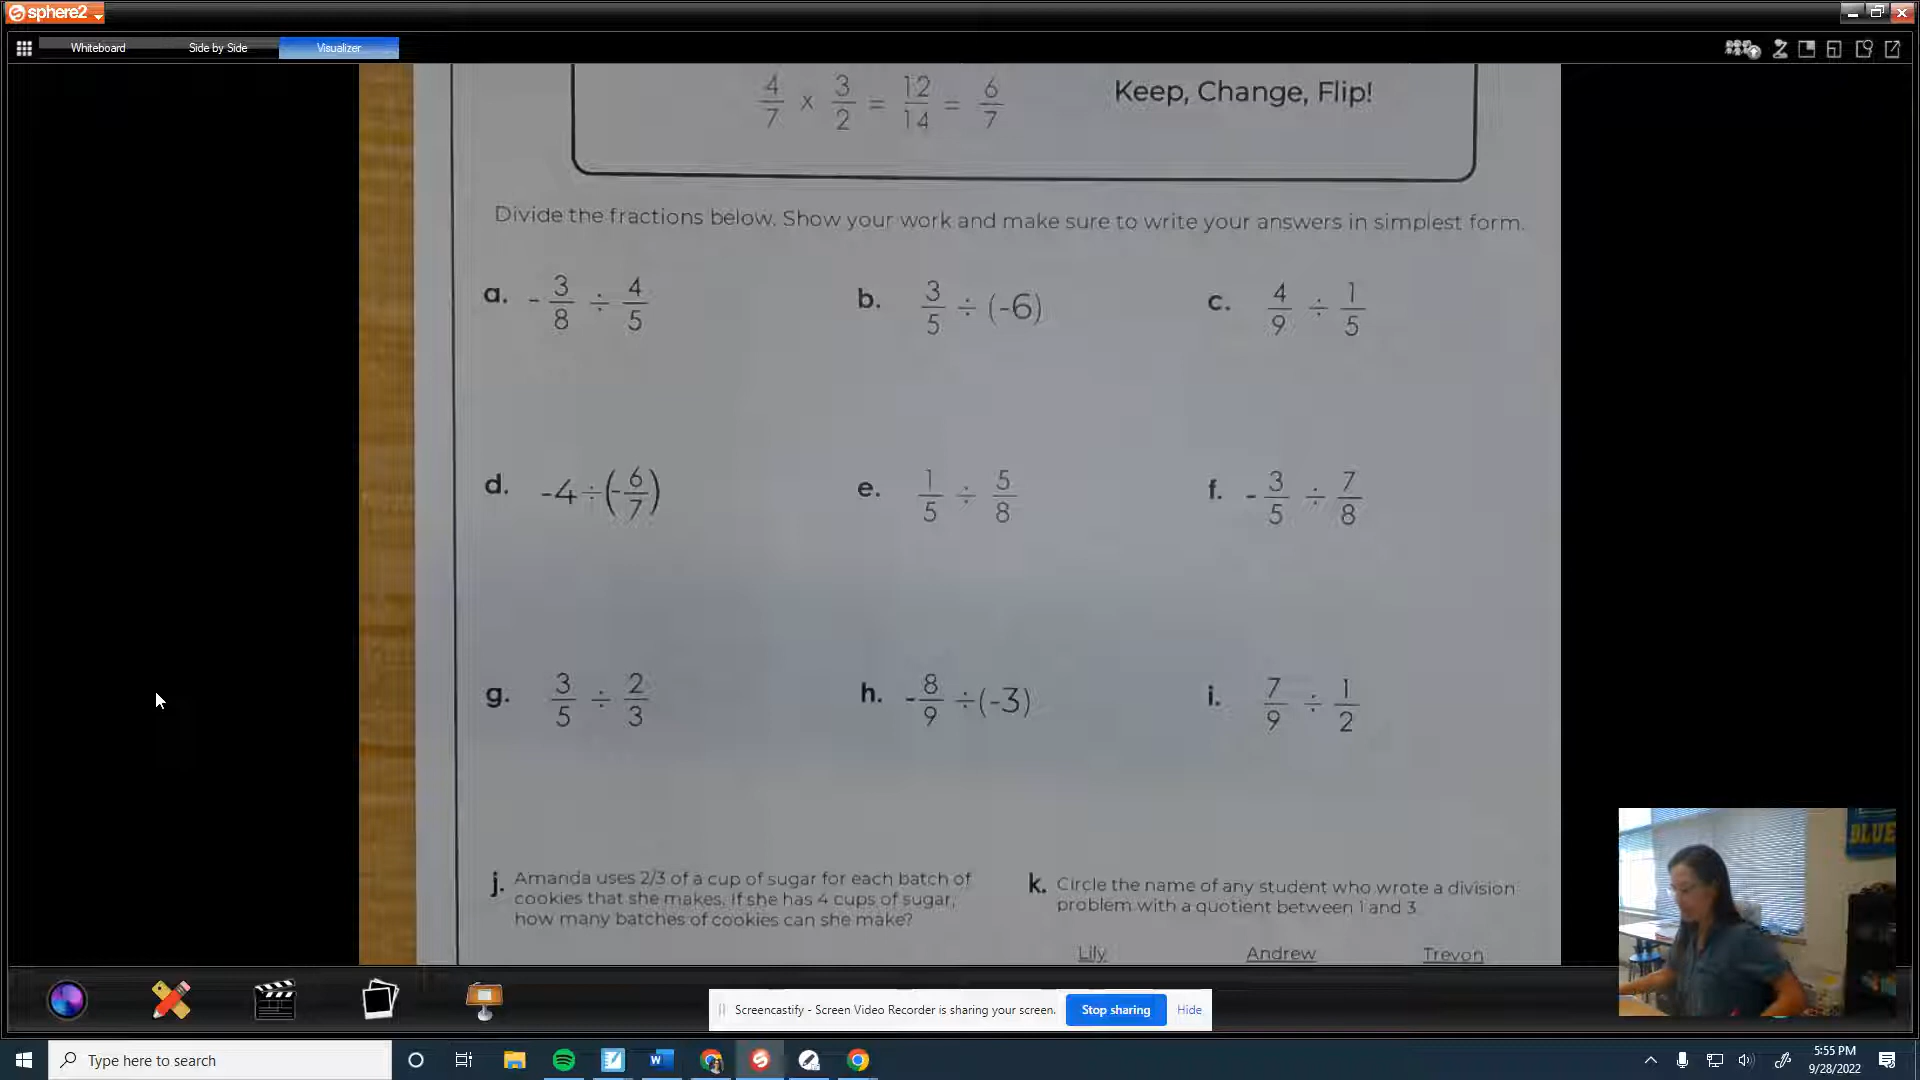 sphere2
Whiteboard Side by Side Visualizer
4/7 x 3/2 = 12/14 = 6/7 Keep, Change, Flip!
Divide the fractions below. Show your work and make sure to write your answers in simplest form.
a. - 3/8 ÷ 4/5 b. 3/5 ÷ (-6) c. 4/9 ÷ 1/5
d. -4÷(-6/7) e. 1/5 ÷ 5/8 f. - 3/5 ÷ 7/8
g. 3/5 ÷ 2/3 h. -8/9 ÷(-3) i. 7/9 ÷ 1/2
j. Amanda uses 2/3 of a cup of sugar for each batch of
cookies that she makes. If she has 4 cups of sugar,
how many batches of cookies can she make?
k. Circle the name of any student who wrote a division
problem with a quotient between 1 and 3.
Lily Andrew Trevon
BLUE
Screencastify - Screen Video Recorder is sharing your screen. Stop sharing Hide
Type here to search
5:55 PM
9/28/2022